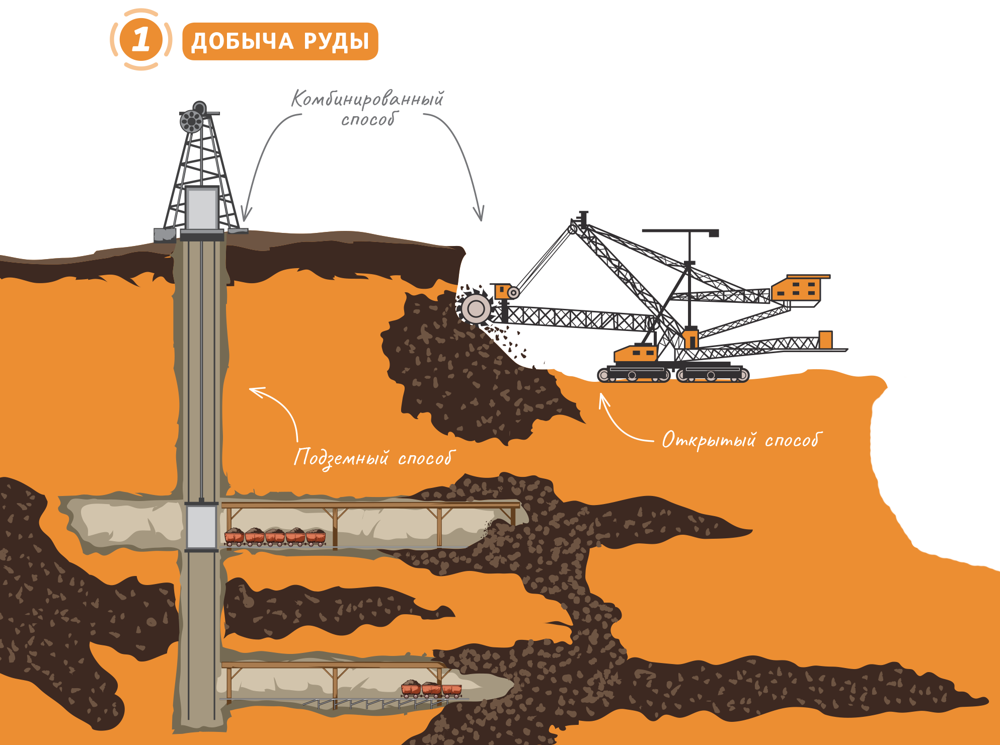 1 ДОБЫЧА РУДЫ
Комбинированный
способ
Открытый способ
Подземный способ